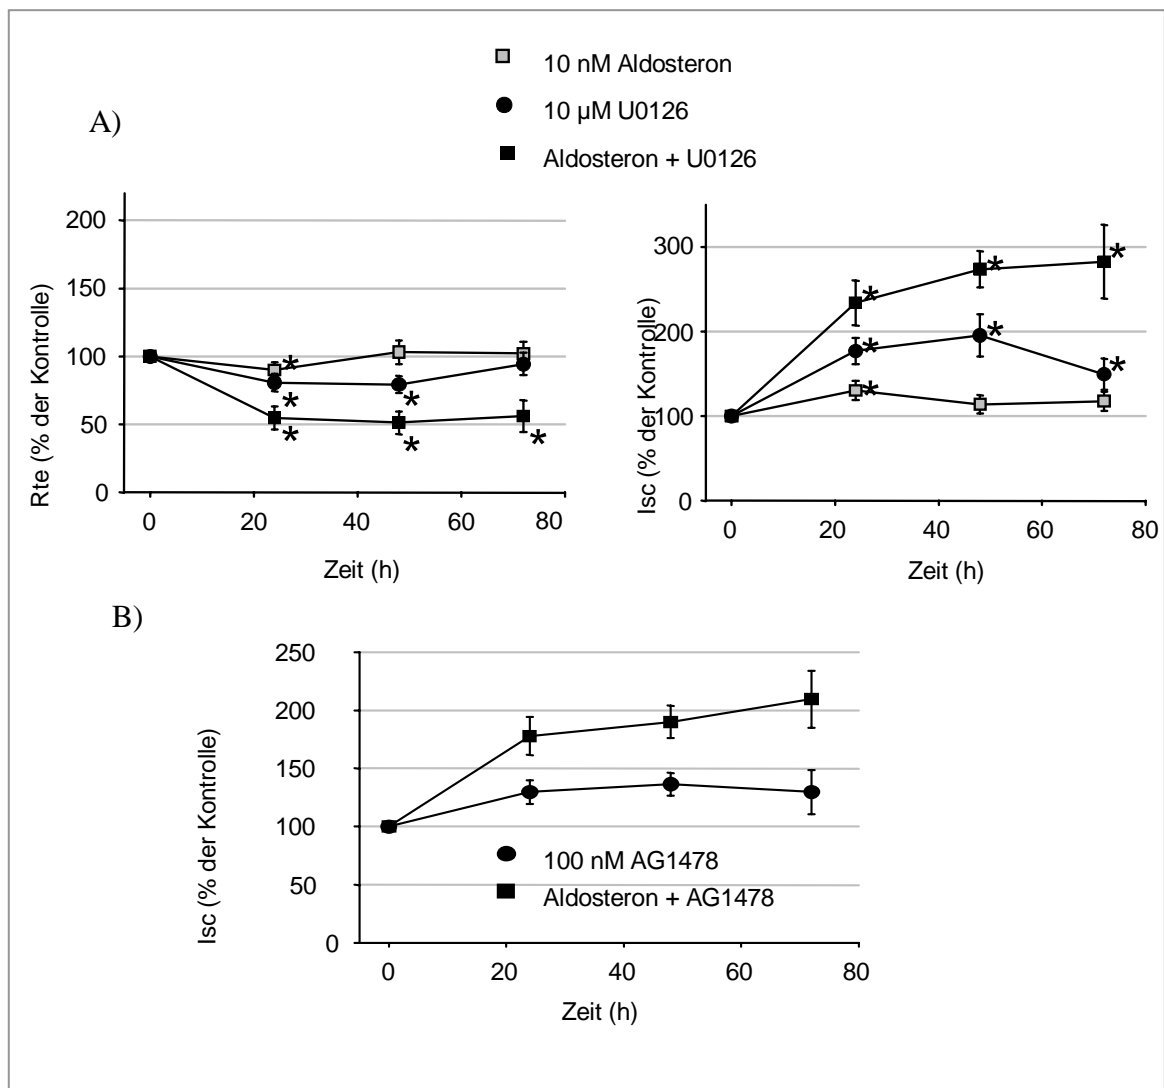 10 nM Aldosteron
10 µM U0126
Aldosteron + U0126
A)
Rte (% der Kontrolle)
200
150
100
50
0
0 20 40 60 80
Zeit (h)
*
*
*
*
*
*
Isc (% der Kontrolle)
300
200
100
0
0 20 40 60 80
Zeit (h)
*
*
*
*
*
*
*
B)
Isc (% der Kontrolle)
250
200
150
100
50
0
100 nM AG1478
Aldosteron + AG1478
0 20 40 60 80
Zeit (h)